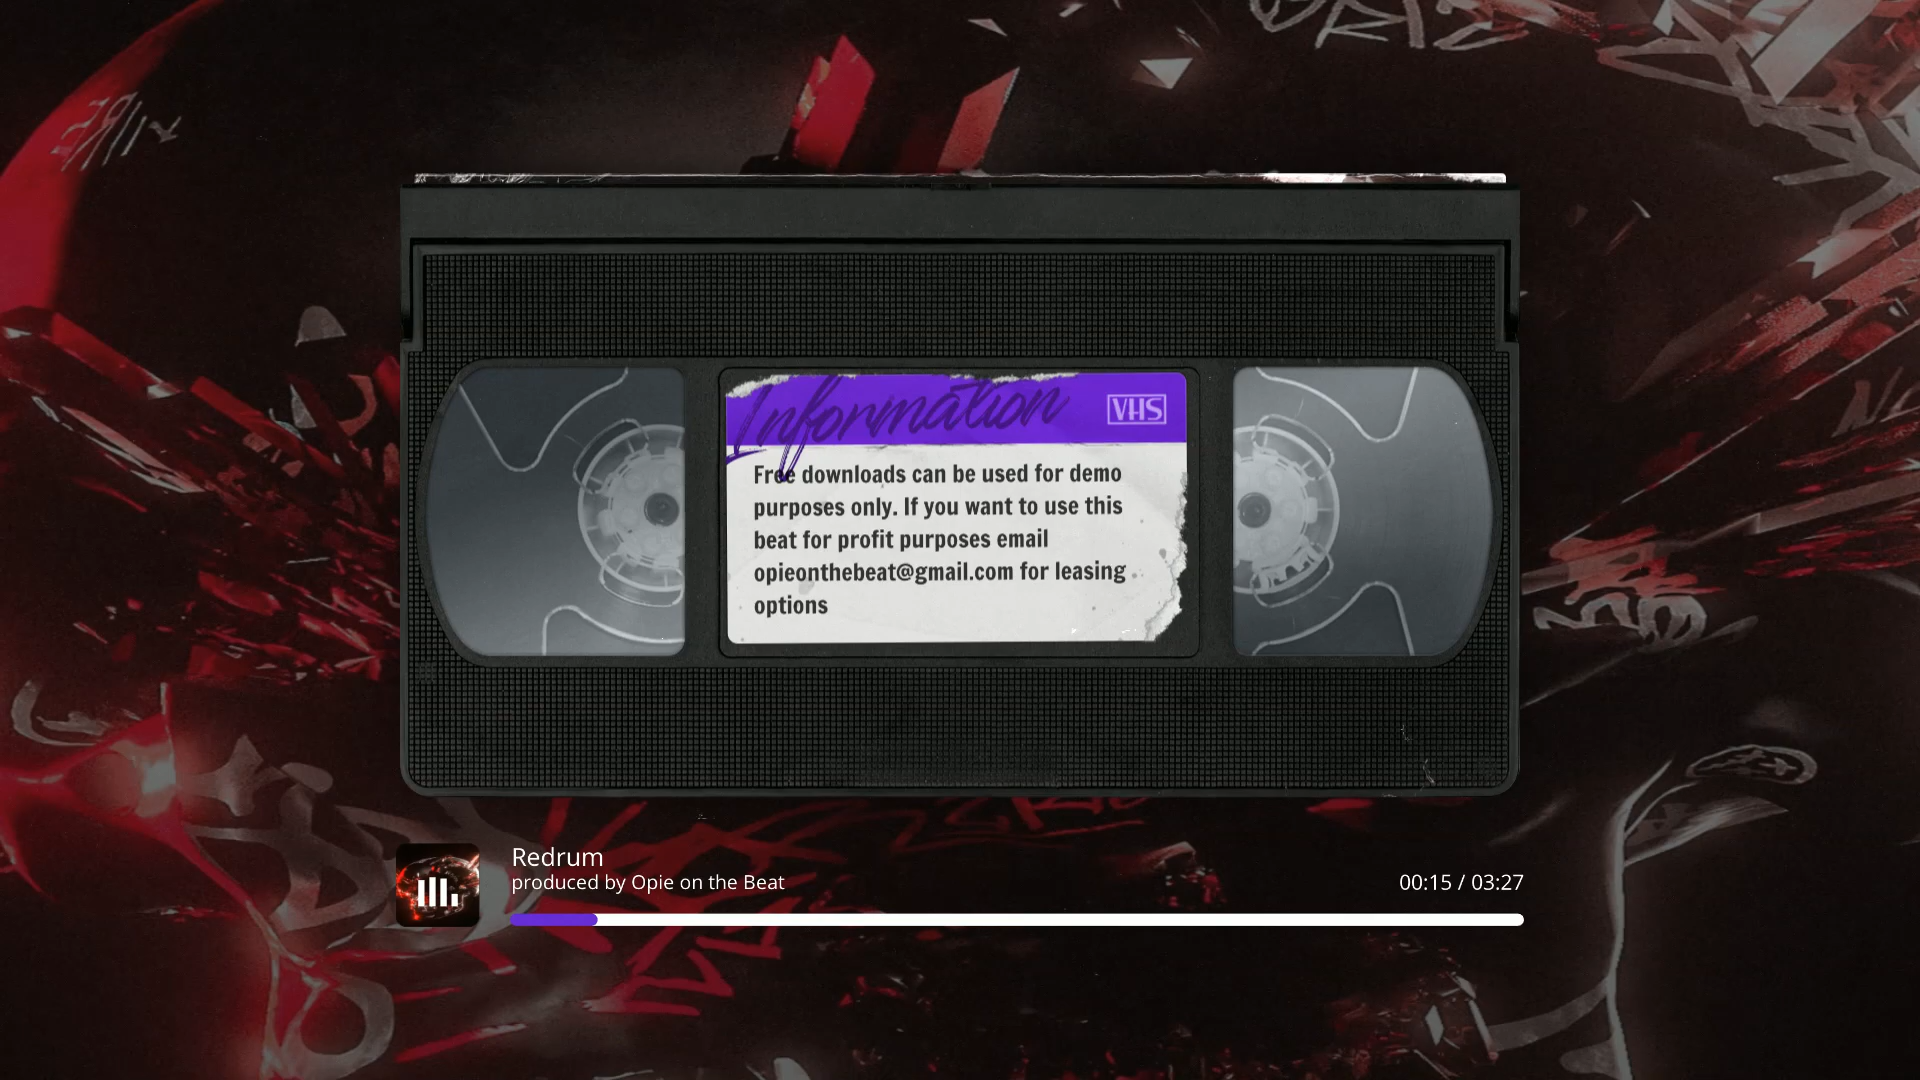 Information
VHS
Free downloads can be used for demo
purposes only. If you want to use this
beat for profit purposes email
opieonthebeat@gmail.com for leasing
options
Redrum
produced by Opie on the Beat
00:15 / 03:27